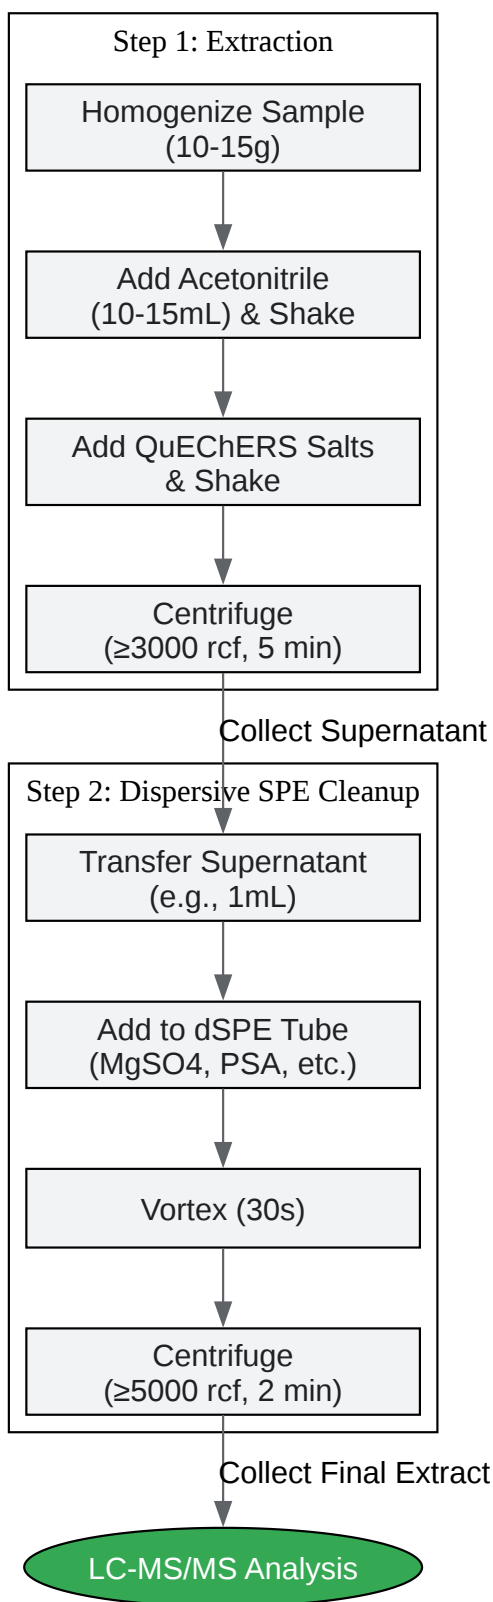 Step 1: Extraction
Homogenize Sample
(10-15g)
Add Acetonitrile
(10-15mL) & Shake
Add QuEChERS Salts
& Shake
Centrifuge
(≥3000 rcf, 5 min)
Collect Supernatant
Step 2: Dispersive SPE Cleanup
Transfer Supernatant
(e.g., 1mL)
Add to dSPE Tube
(MgSO4, PSA, etc.)
Vortex (30s)
Centrifuge
(≥5000 rcf, 2 min)
Collect Final Extract
LC-MS/MS Analysis